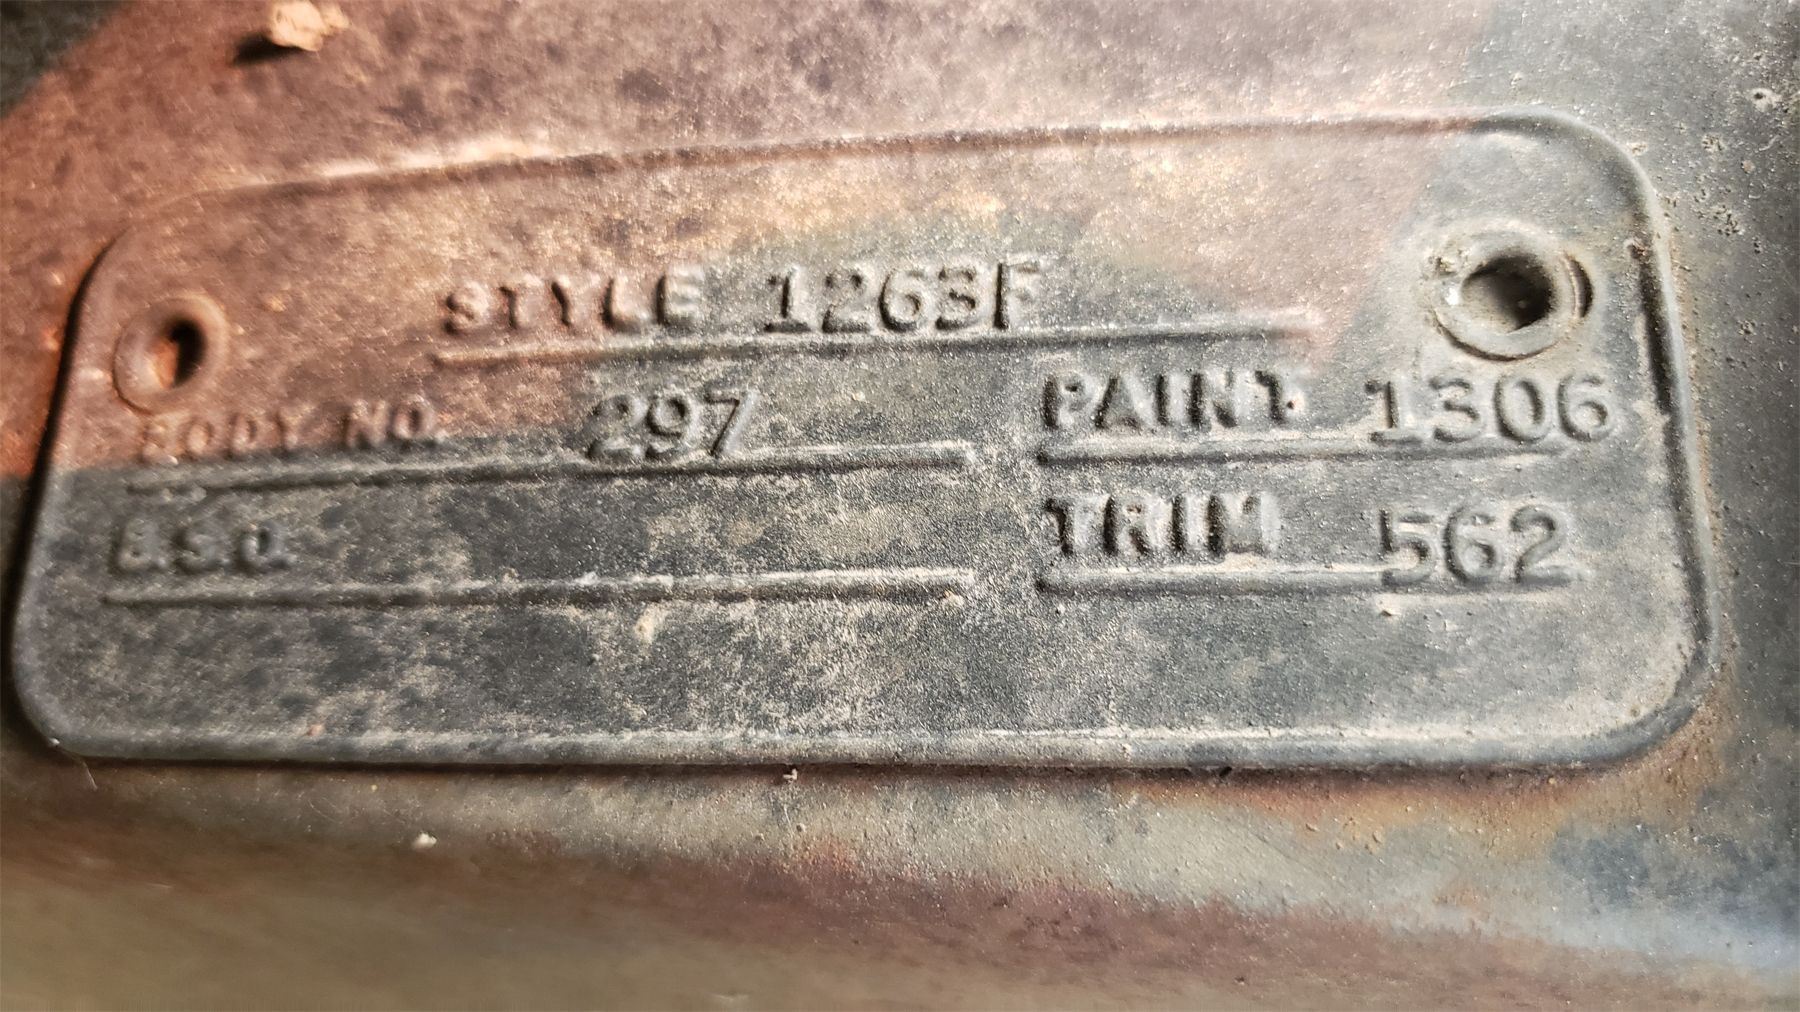 STYLE 1263F
BODY NO. 297 PAINT 1306
B.S.O. TRIM 562